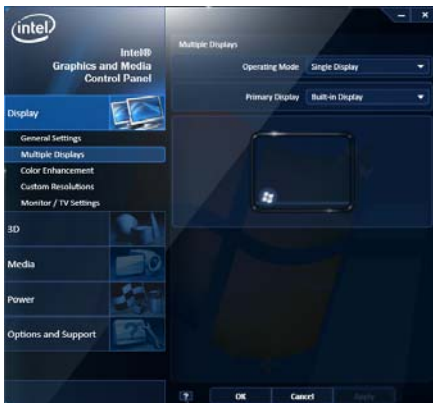 intel
Intel®
Graphics and Media
Control Panel
Display
General Settings
Multiple Displays
Color Enhancement
Custom Resolutions
Monitor / TV Settings
3D
Media
Power
Options and Support
Multiple Displays
Operating Mode Single Display
Primary Display Built-in Display
?
OK Cancel Apply